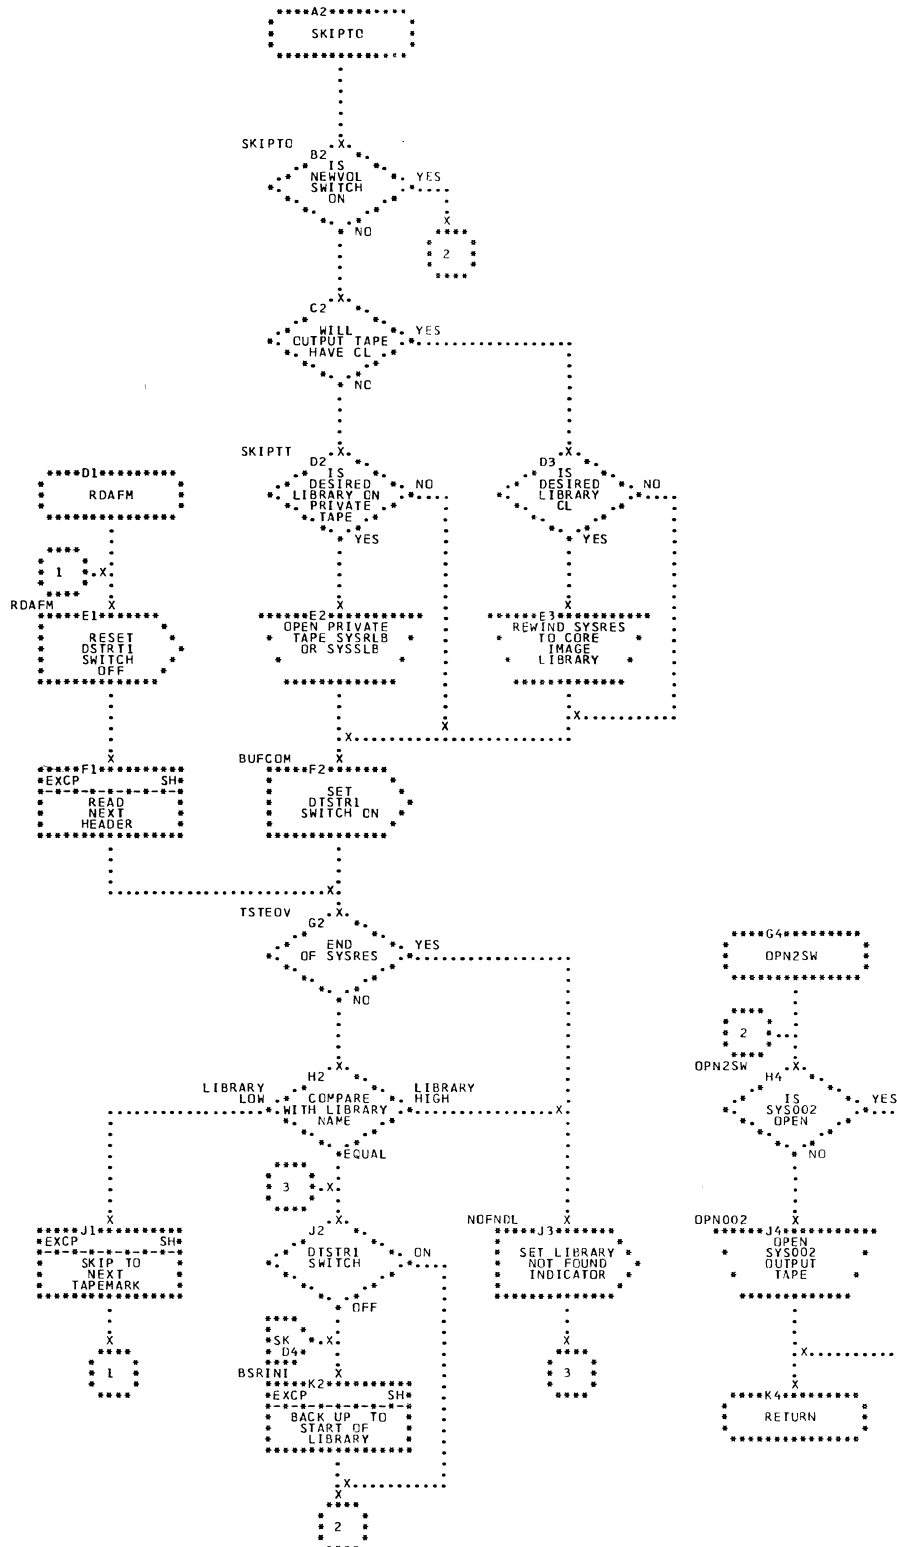 A2
SKIPTO
SKIPTO
B2
IS
NEWVOL
SWITCH
ON
YES
NO
2
C2
WILL
OUTPUT TAPE
HAVE CL
YES
NO
SKIPTT
D2
IS
DESIRED
LIBRARY ON
PRIVATE
TAPE
NO
YES
D3
IS
DESIRED
LIBRARY
CL
NO
YES
D1
RDAFM
1
RDAFM
E1
RESET
DSTRT1
SWITCH
OFF
E2
OPEN PRIVATE
TAPE SYSRLB
OR SYSSLB
E3
REWIND SYSRES
TO CORE
IMAGE
LIBRARY
F1
EXCP SH
READ
NEXT
HEADER
BUFCOM
F2
SET
DTSTR1
SWITCH ON
TSTEOV
G2
END
OF SYSRES
YES
NO
G4
OPN2SW
2
OPN2SW
H4
IS
SYS002
OPEN
YES
NO
LIBRARY
LOW
H2
COMPARE
WITH LIBRARY
NAME
LIBRARY
HIGH
EQUAL
3
J1
EXCP SH
SKIP TO
NEXT
TAPEMARK
1
J2
DTSTR1
SWITCH
ON
OFF
NOFNDL
J3
SET LIBRARY
NOT FOUND
INDICATOR
3
OPN002
J4
OPEN
SYS002
OUTPUT
TAPE
SK
D4
BSRINI
K2
EXCP SH
BACK UP TO
START OF
LIBRARY
2
K4
RETURN